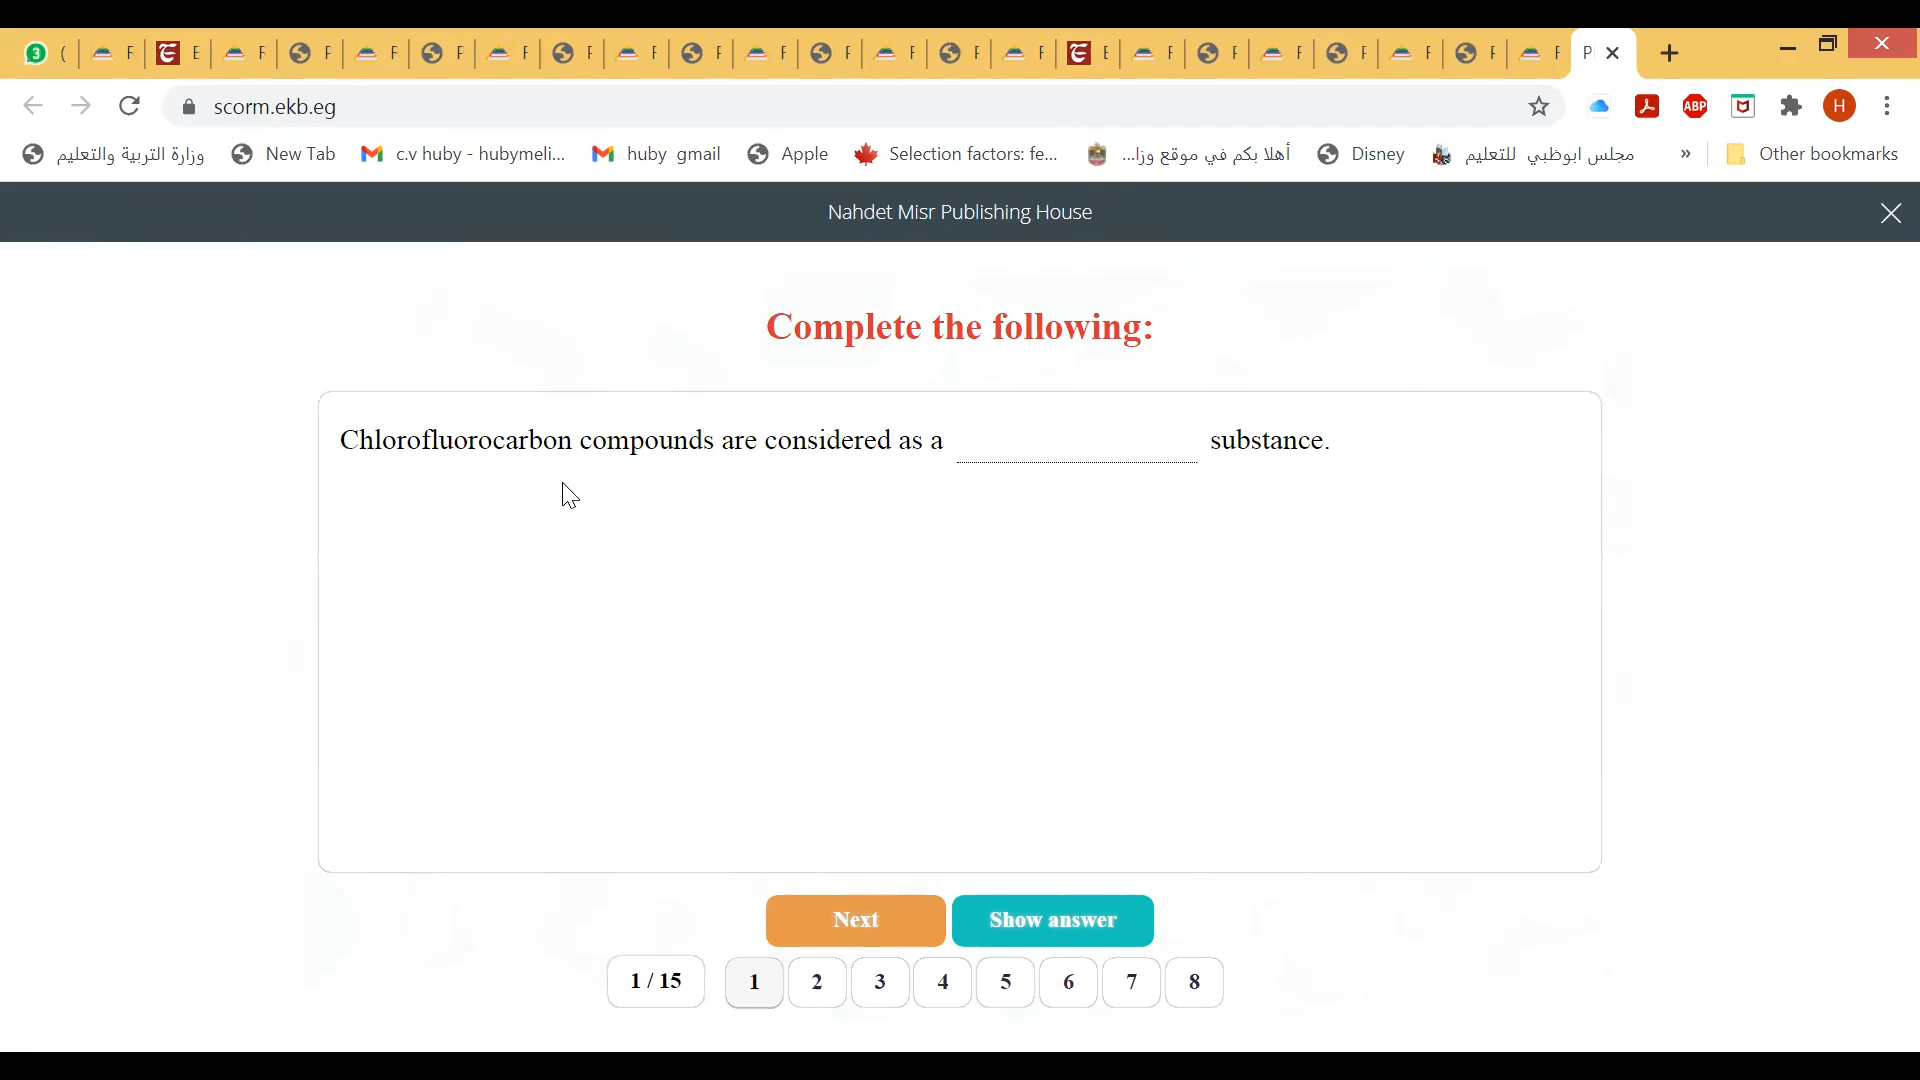 3 ( F E F F F F F F F F F F F F F E F F F F F F F P
scorm.ekb.eg ABP H
وزارة التربية والتعليم New Tab c.v huby - hubymeli... huby gmail Apple Selection factors: fe... أهلا بكم في موقع وزا... Disney مجلس ابوظبي للتعليم » Other bookmarks
Nahdet Misr Publishing House
Complete the following:
Chlorofluorocarbon compounds are considered as a substance.
Next Show answer
1 / 15 1 2 3 4 5 6 7 8